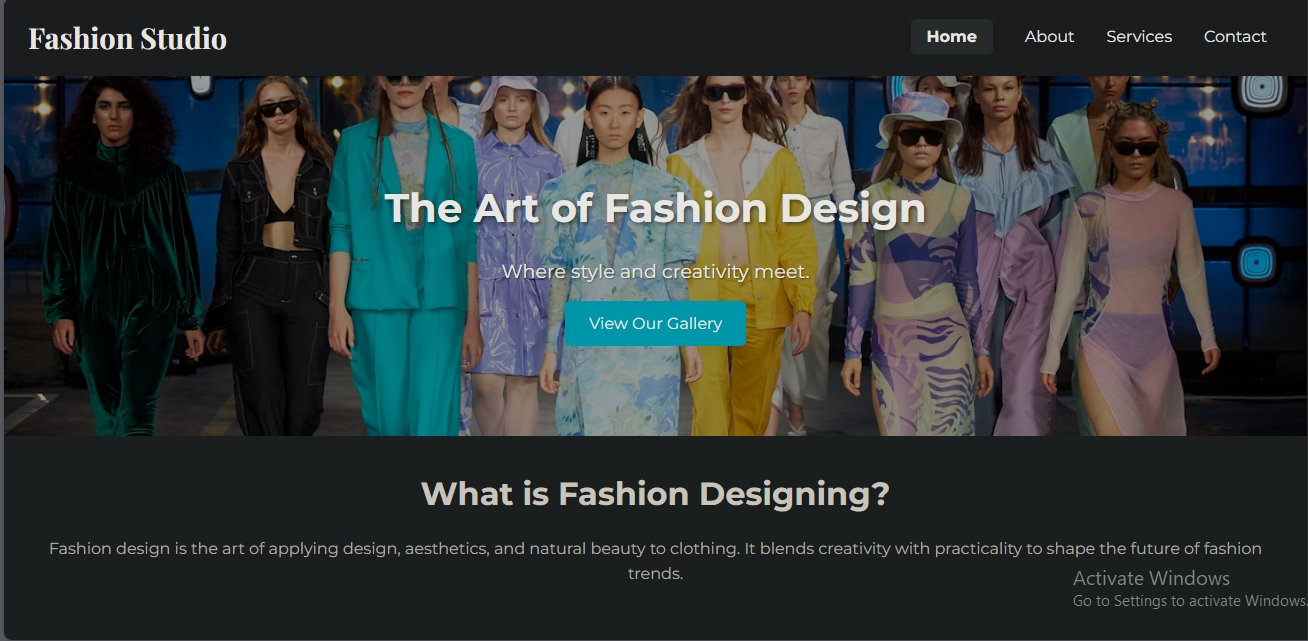 Fashion Studio
Home About Services Contact
The Art of Fashion Design
Where style and creativity meet.
View Our Gallery
What is Fashion Designing?
Fashion design is the art of applying design, aesthetics, and natural beauty to clothing. It blends creativity with practicality to shape the future of fashion
trends.
Activate Windows
Go to Settings to activate Windows.